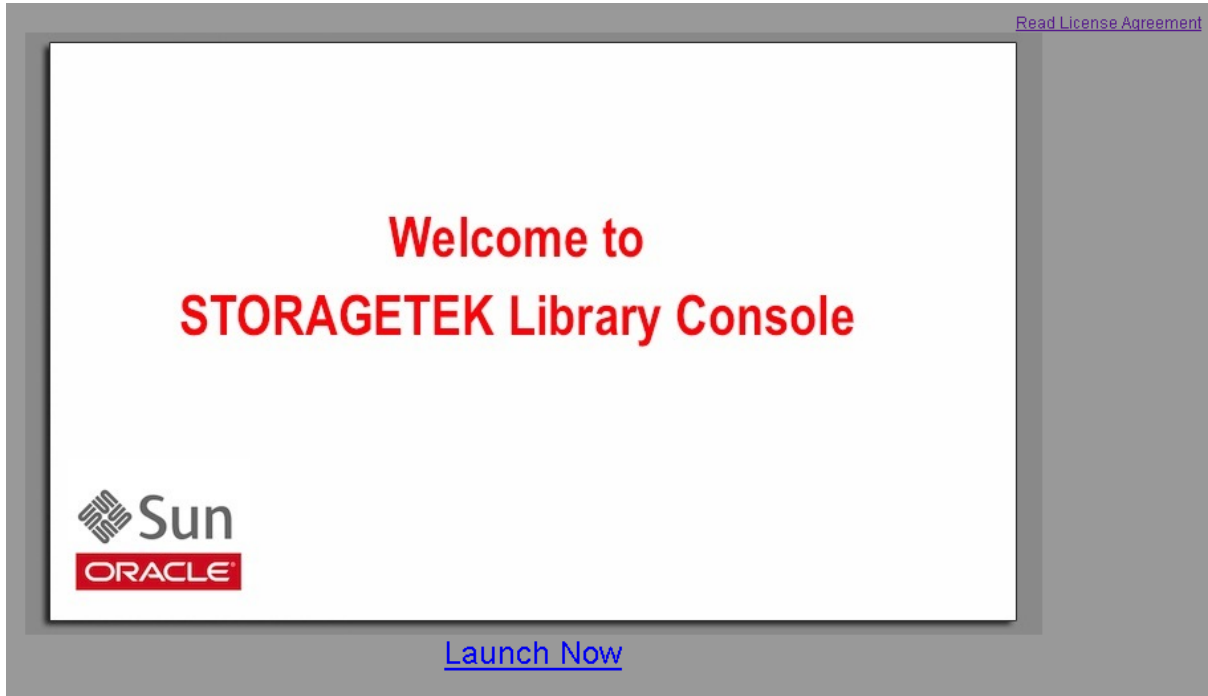 Read License Agreement
Welcome to
STORAGETEK Library Console
Sun
ORACLE
Launch Now